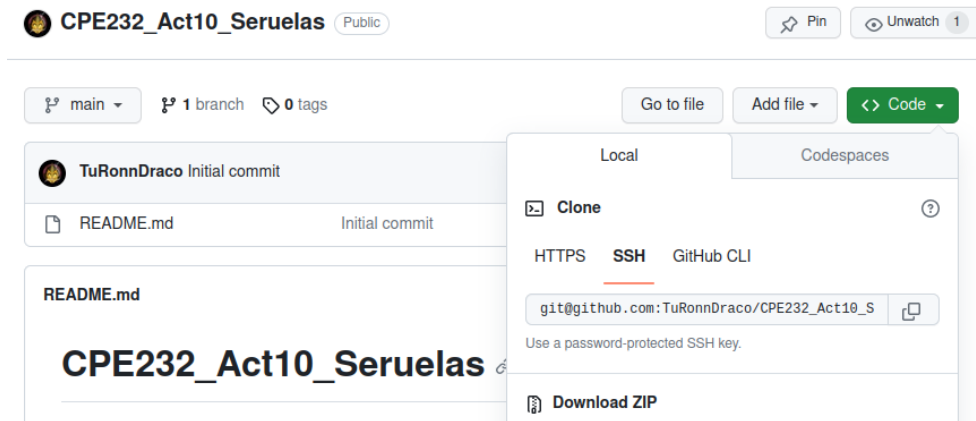 CPE232_Act10_Seruelas Public
Pin
Unwatch 1
main
1 branch
0 tags
Go to file
Add file
<> Code
TuRonnDraco Initial commit
README.md Initial commit
README.md
CPE232_Act10_Seruelas
Local
Codespaces
Clone
HTTPS
SSH
GitHub CLI
git@github.com:TuRonnDraco/CPE232_Act10_S
Use a password-protected SSH key.
Download ZIP